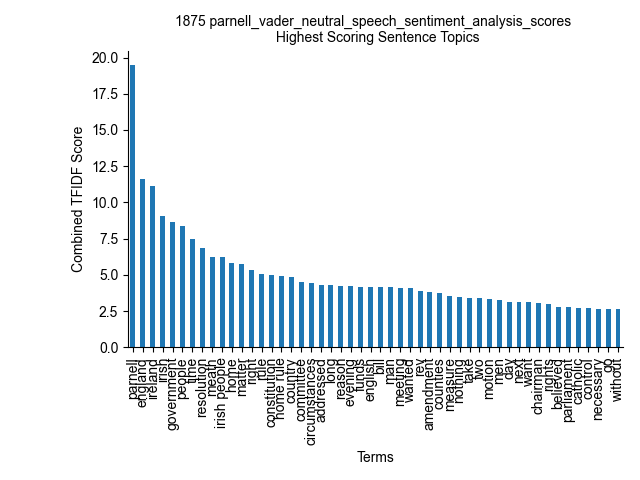 1875 parnell_vader_neutral_speech_sentiment_analysis_scores
Highest Scoring Sentence Topics
20.0
17.5
15.0
12.5
10.0
7.5
5.0
2.5
0.0
Combined TFIDF Score
parnell
england
ireland
irish
government
people
time
resolution
meath
irish people
home
matter
right
rule
constitution
home rule
country
committee
circumstances
addressed
long
reason
evening
funds
english
bill
man
meeting
wanted
rev
amendment
counties
measure
nothing
take
two
motion
men
day
next
want
chairman
rights
believed
parliament
catholic
control
necessary
go
without
Terms